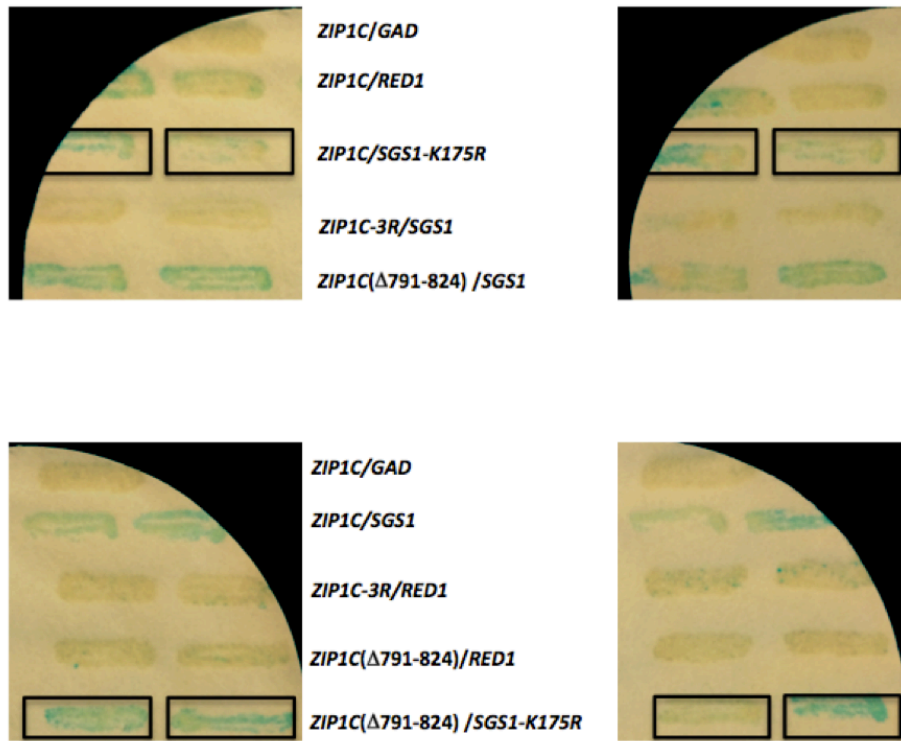 ZIP1C/GAD
ZIP1C/RED1
ZIP1C/SGS1-K175R
ZIP1C-3R/SGS1
ZIP1C(Δ791-824) /SGS1
ZIP1C/GAD
ZIP1C/SGS1
ZIP1C-3R/RED1
ZIP1C(Δ791-824)/RED1
ZIP1C(Δ791-824) /SGS1-K175R